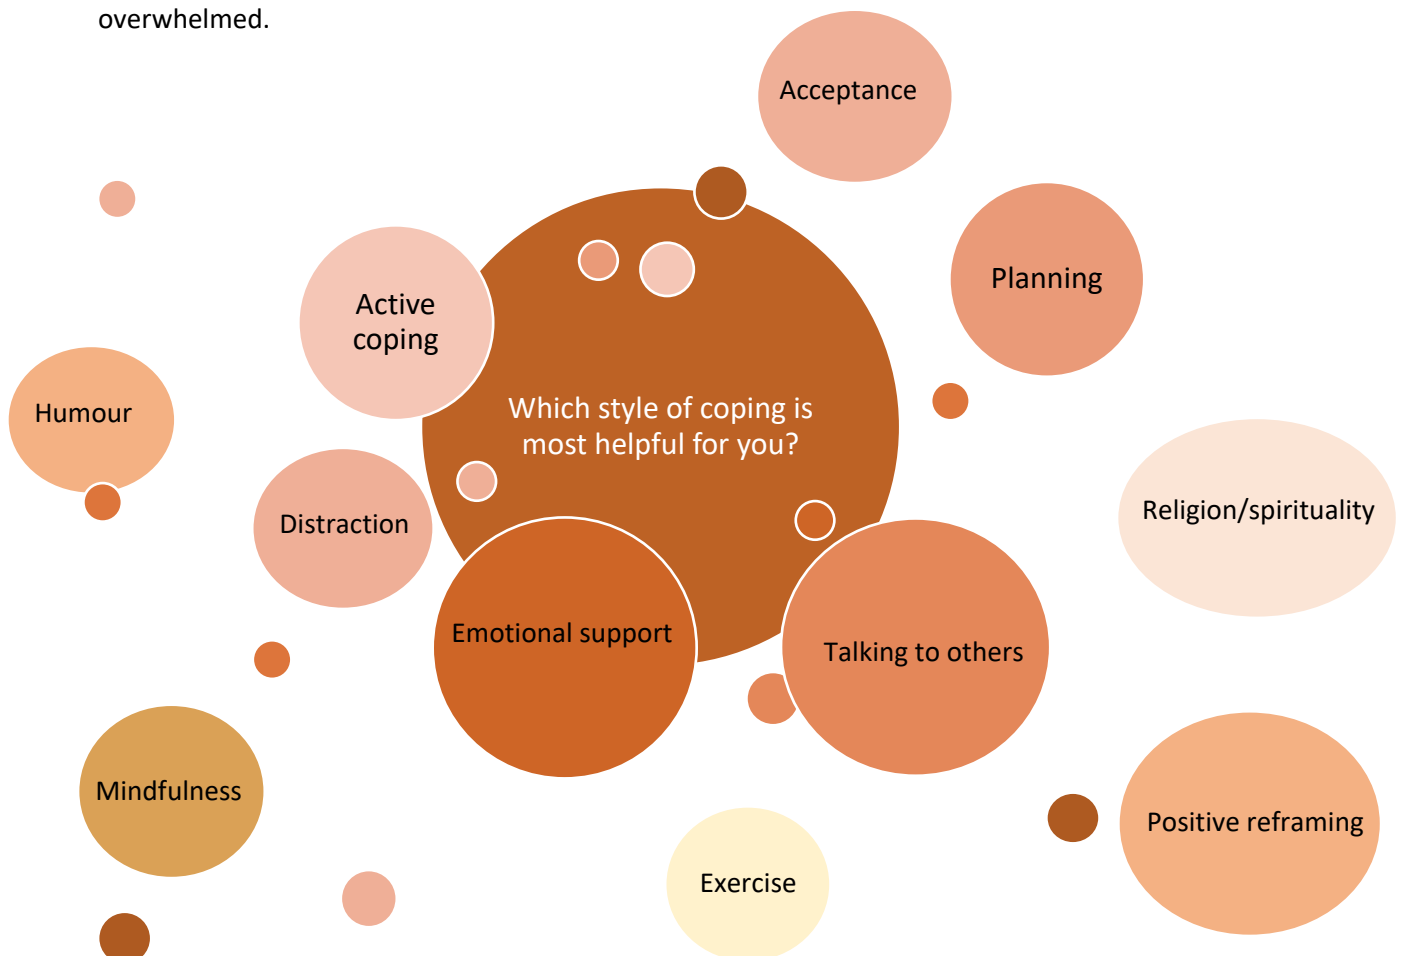 overwhelmed.
Acceptance
Planning
Active
coping
Humour
Which style of coping is
most helpful for you?
Distraction
Religion/spirituality
Emotional support
Talking to others
Mindfulness
Positive reframing
Exercise